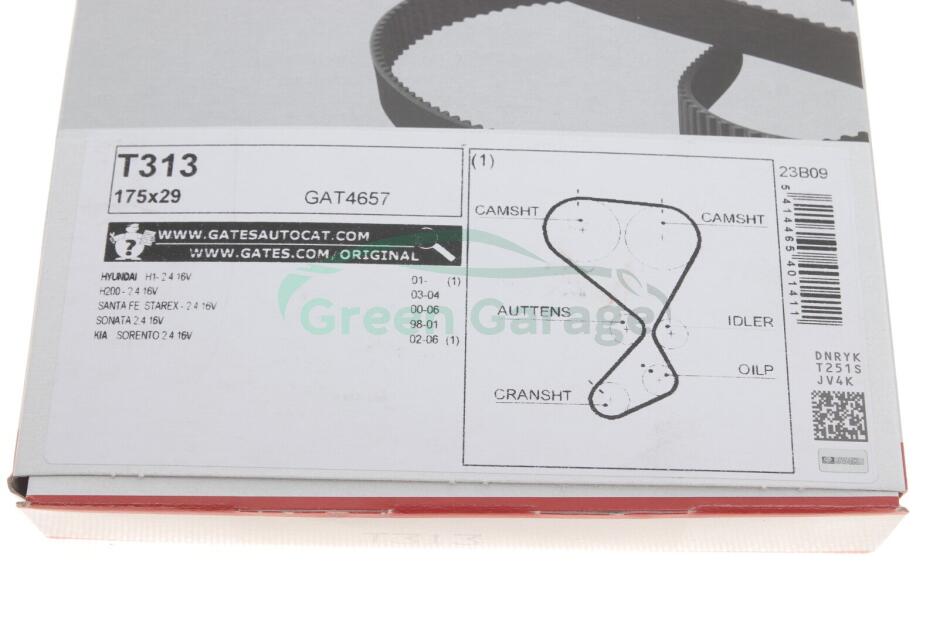 T313
175x29
GAT4657
WWW.GATESAUTOCAT.COM
WWW.GATES.COM/ORIGINAL
HYUNDAI H1- 2.4 16V 01- (1)
H200 - 2.4 16V 03-04
SANTA FE, STAREX - 2.4 16V 00-06
SONATA 2.4 16V 98-01
KIA SORENTO 2.4 16V 02-06 (1)
(1)
CAMSHT
CAMSHT
AUTTENS
IDLER
OILP
CRANSHT
23B09
5 414465 401411
DNRYK
T251S
JV4K
Green Garage
T313